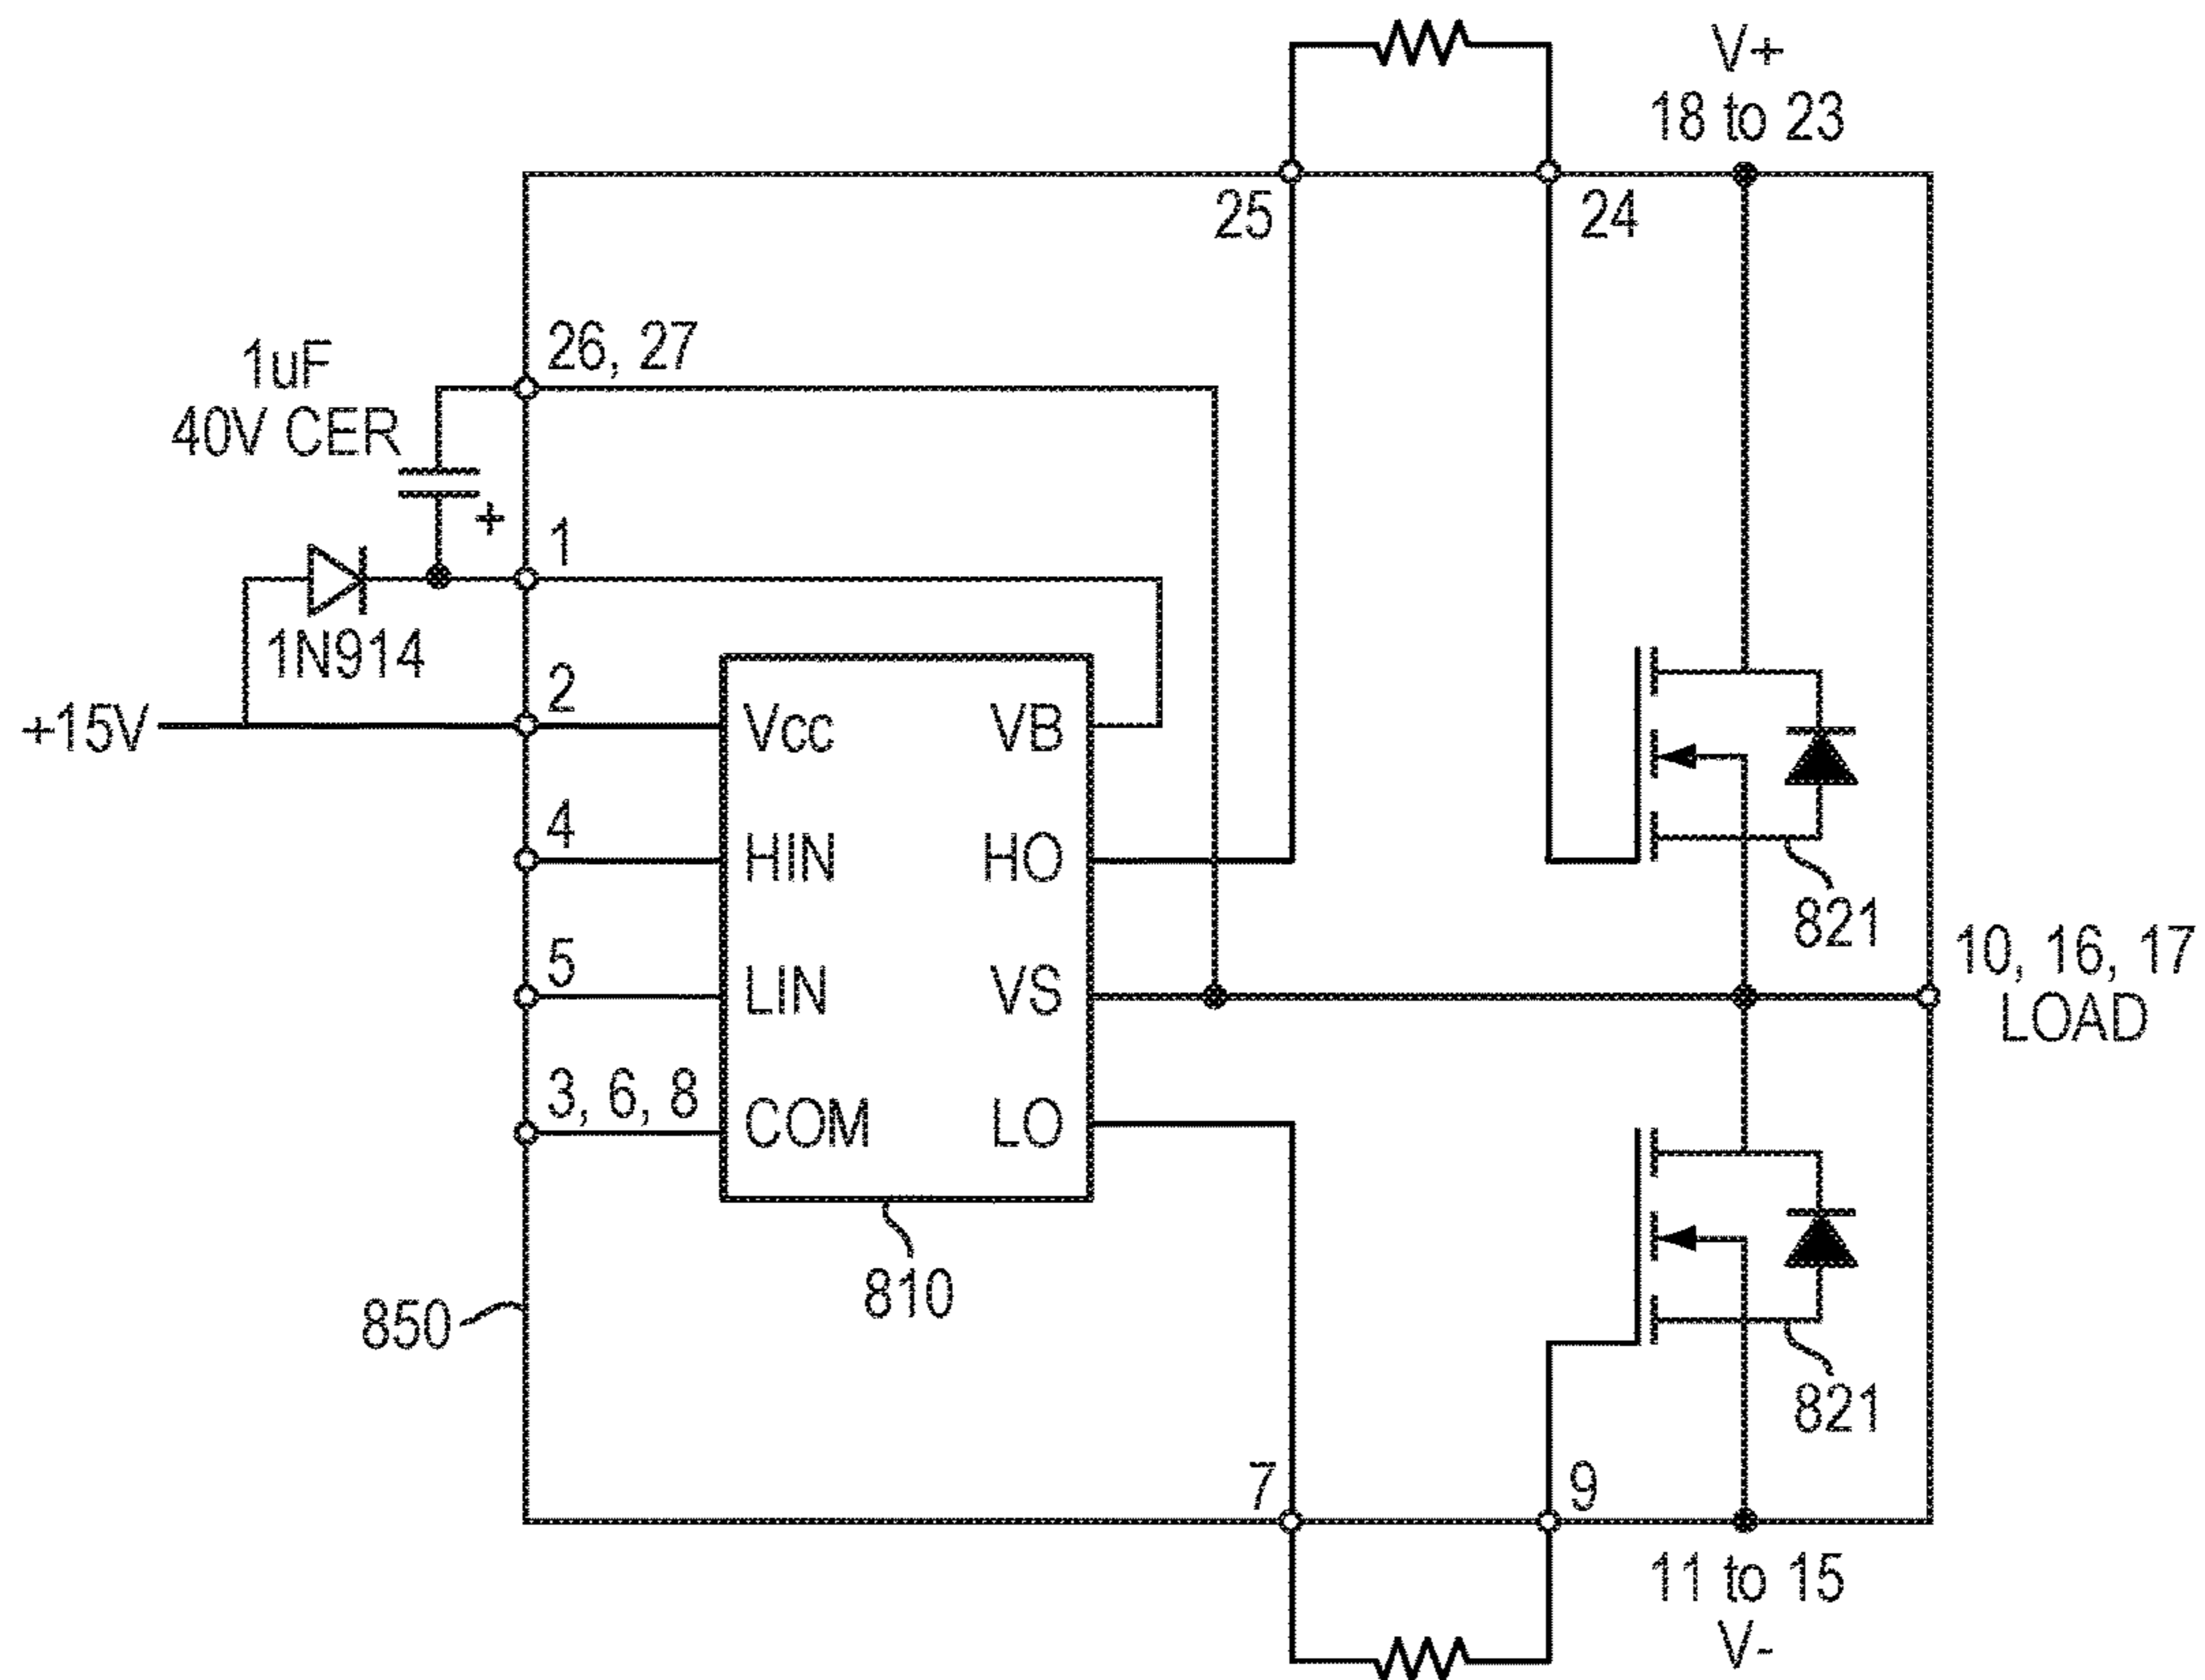 V+
18 to 23
25
24
26, 27
1uF
40V CER
+
1
1N914
2
+15V
Vcc
VB
4
HIN
HO
821
5
LIN
VS
10, 16, 17
LOAD
3, 6, 8
COM
LO
810
850
821
7
9
11 to 15
V-